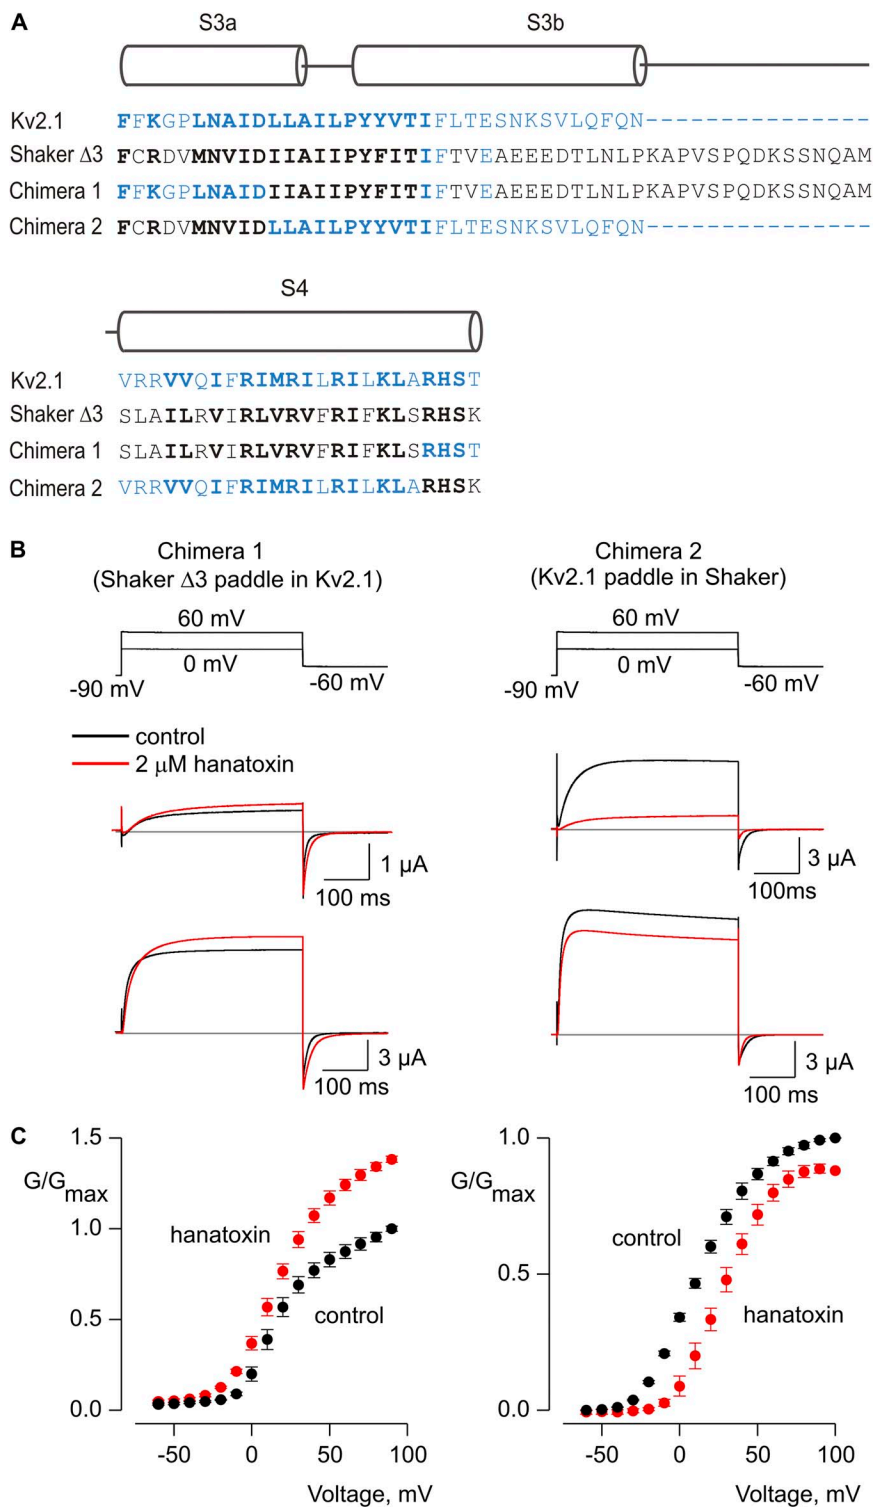 A
S3a S3b
Kv2.1 FFKGPLNAIDLLAILPYYVTIFLTESNKSVLQFQN---------------
Shaker Δ3 FCRDVMNVIDIIAIIPYFITIFTVEAEEEDTLNLPKAPVSPQDKSSNQAM
Chimera 1 FFKGPLNAIDIIAIIPYFITIFTVEAEEEDTLNLPKAPVSPQDKSSNQAM
Chimera 2 FCRDVMNVIDLLAILPYYVTIFLTESNKSVLQFQN---------------
S4
Kv2.1 VRRVVQIFRIMRILRILKLARHST
Shaker Δ3 SLAILRVIRLVRVFRIFKLSRHSK
Chimera 1 SLAILRVIRLVRVFRIFKLSRHST
Chimera 2 VRRVVQIFRIMRILRILKLARHSK
B
Chimera 1
(Shaker Δ3 paddle in Kv2.1)
60 mV
0 mV
-90 mV
-60 mV
control
2 μM hanatoxin
1 μA
100 ms
3 μA
100 ms
Chimera 2
(Kv2.1 paddle in Shaker)
60 mV
0 mV
-90 mV
-60 mV
3 μA
100ms
3 μA
100 ms
C
G/Gmax
1.5
1.0
0.5
0.0
hanatoxin
control
-50 0 50 100
Voltage, mV
G/Gmax
1.0
0.5
0.0
control
hanatoxin
-50 0 50 100
Voltage, mV